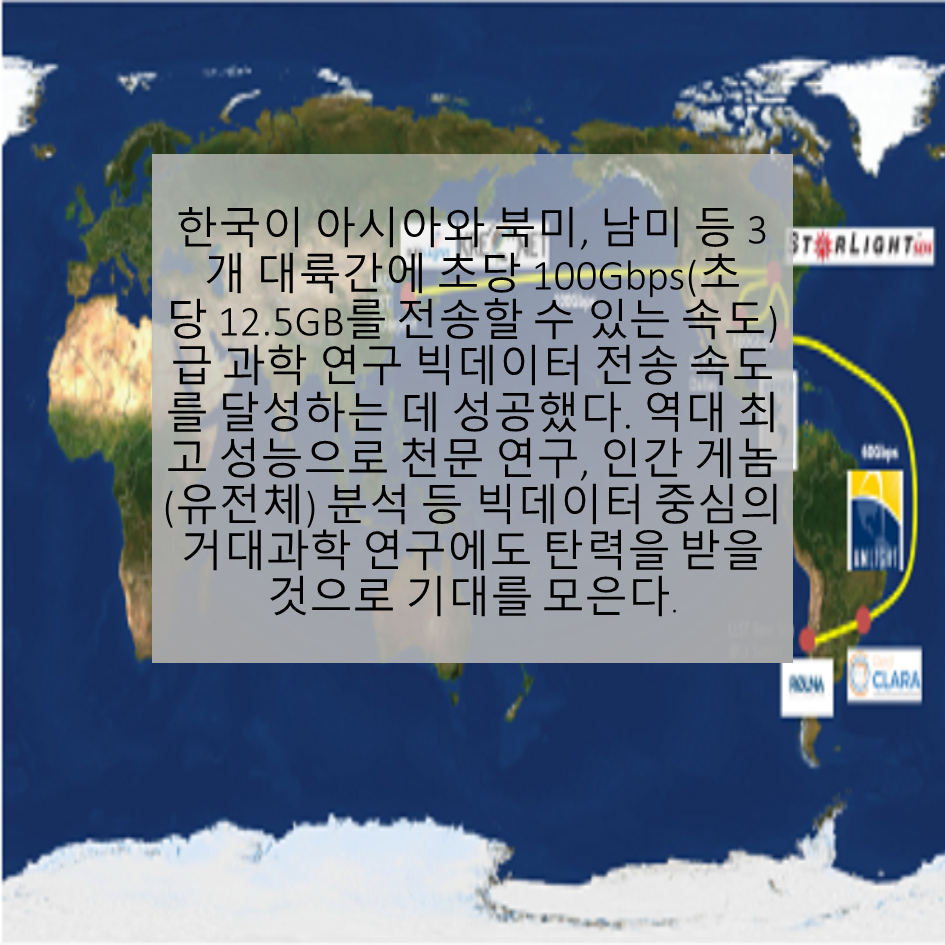 한국이 아시아와 북미, 남미 등 3
개 대륙간에 초당 100Gbps(초
당 12.5GB를 전송할 수 있는 속도)
급 과학 연구 빅데이터 전송 속도
를 달성하는 데 성공했다. 역대 최
고 성능으로 천문 연구, 인간 게놈
(유전체) 분석 등 빅데이터 중심의
거대과학 연구에도 탄력을 받을
것으로 기대를 모은다.
STARLIGHT
100Gbps
60Gbps
AMLIGHT
REUNA
CLARA